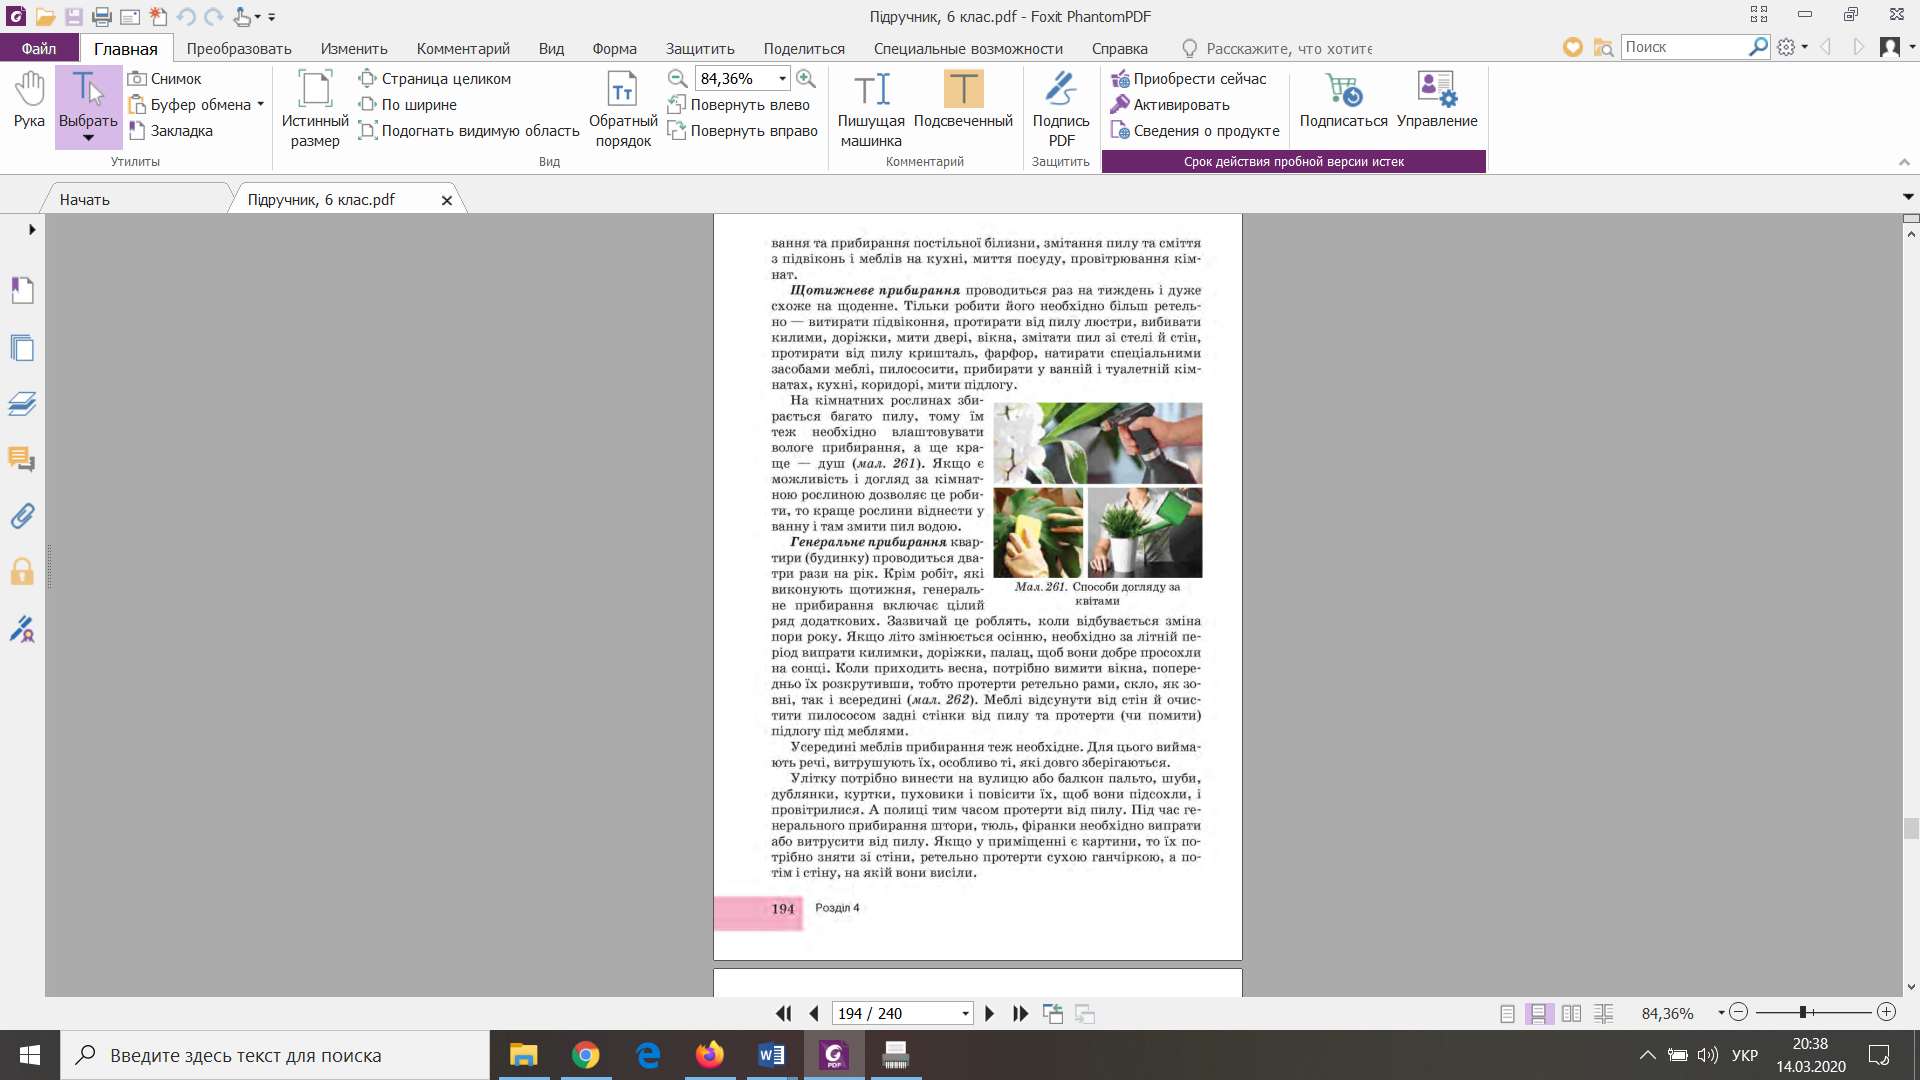 Підручник, 6 клас.pdf - Foxit PhantomPDF
Файл Главная Преобразовать Изменить Комментарий Вид Форма Защитить Поделиться Специальные возможности Справка Расскажите, что хотите Поиск
Рука
Выбрать
Снимок
Буфер обмена
Закладка
Утилиты
Истинный
размер
Страница целиком
По ширине
Подогнать видимую область
Обратный
порядок
84,36%
Повернуть влево
Повернуть вправо
Вид
Пишущая
машинка
Подсвеченный
Комментарий
Подпись
PDF
Защитить
Приобрести сейчас
Активировать
Сведения о продукте
Подписаться
Управление
Срок действия пробной версии истек
Начать
Підручник, 6 клас.pdf
вання та прибирання постільної білизни, змітання пилу та сміття
з підвіконь і меблів на кухні, миття посуду, провітрювання кім-
нат.
Щотижневе прибирання проводиться раз на тиждень і дуже
схоже на щоденне. Тільки робити його необхідно більш ретель-
но — витирати підвіконня, протирати від пилу люстри, вибивати
килими, доріжки, мити двері, вікна, змітати пил зі стелі й стін,
протирати від пилу кришталь, фарфор, натирати спеціальними
засобами меблі, пилососити, прибирати у ванній і туалетній кім-
натах, кухні, коридорі, мити підлогу.
На кімнатних рослинах зби-
рається багато пилу, тому їм
теж необхідно влаштовувати
вологе прибирання, а ще кра-
ще — душ (мал. 261). Якщо є
можливість і догляд за кімнат-
ною рослиною дозволяє це роби-
ти, то краще рослини віднести у
ванну і там змити пил водою.
Генеральне прибирання квар-
тири (будинку) проводиться два-
три рази на рік. Крім робіт, які
виконують щотижня, генераль-
не прибирання включає цілий
Мал. 261. Способи догляду за
квітами
ряд додаткових. Зазвичай це роблять, коли відбувається зміна
пори року. Якщо літо змінюється осінню, необхідно за літній пе-
ріод випрати килимки, доріжки, палац, щоб вони добре просохли
на сонці. Коли приходить весна, потрібно вимити вікна, попере-
дньо їх розкрутивши, тобто протерти ретельно рами, скло, як зо-
вні, так і всередині (мал. 262). Меблі відсунути від стін й очис-
тити пилососом задні стінки від пилу та протерти (чи помити)
підлогу під меблями.
Усередині меблів прибирання теж необхідне. Для цього вийма-
ють речі, витрушують їх, особливо ті, які довго зберігаються.
Улітку потрібно винести на вулицю або балкон пальто, шуби,
дублянки, куртки, пуховики і повісити їх, щоб вони підсохли, і
провітрилися. А полиці тим часом протерти від пилу. Під час ге-
нерального прибирання штори, тюль, фіранки необхідно випрати
або витрусити від пилу. Якщо у приміщенні є картини, то їх по-
трібно зняти зі стіни, ретельно протерти сухою ганчіркою, а по-
тім і стіну, на якій вони висіли.
194 Розділ 4
194 / 240
84,36%
Введите здесь текст для поиска
УКР
20:38
14.03.2020